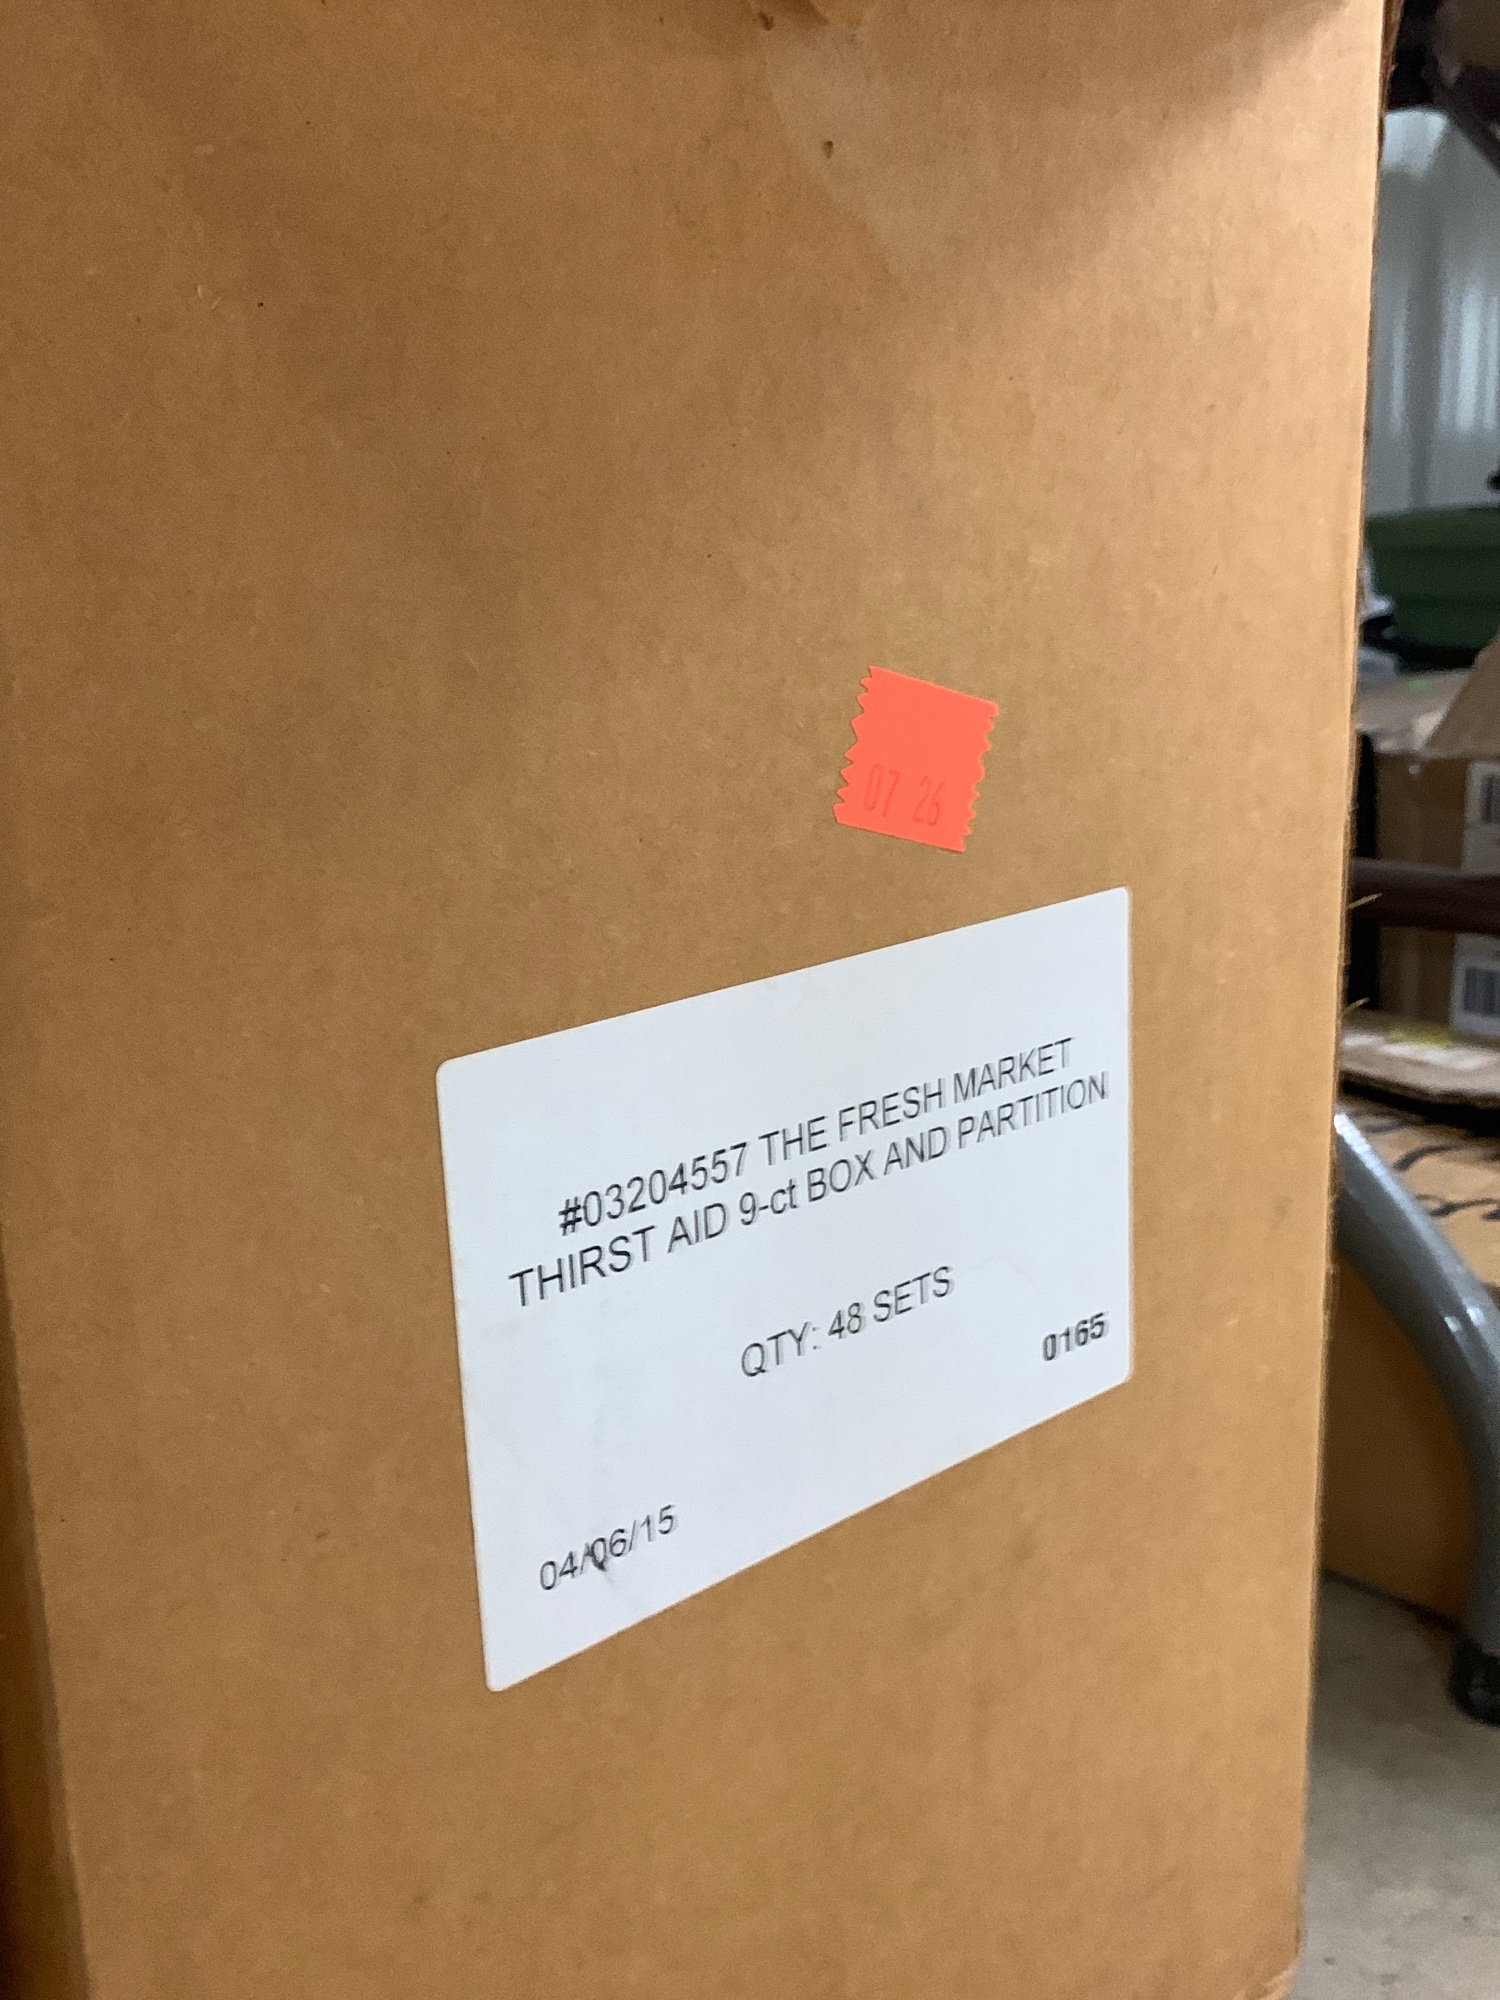 07 26
#03204557 THE FRESH MARKET
THIRST AID 9-ct BOX AND PARTITION
QTY: 48 SETS
0165
04/06/15